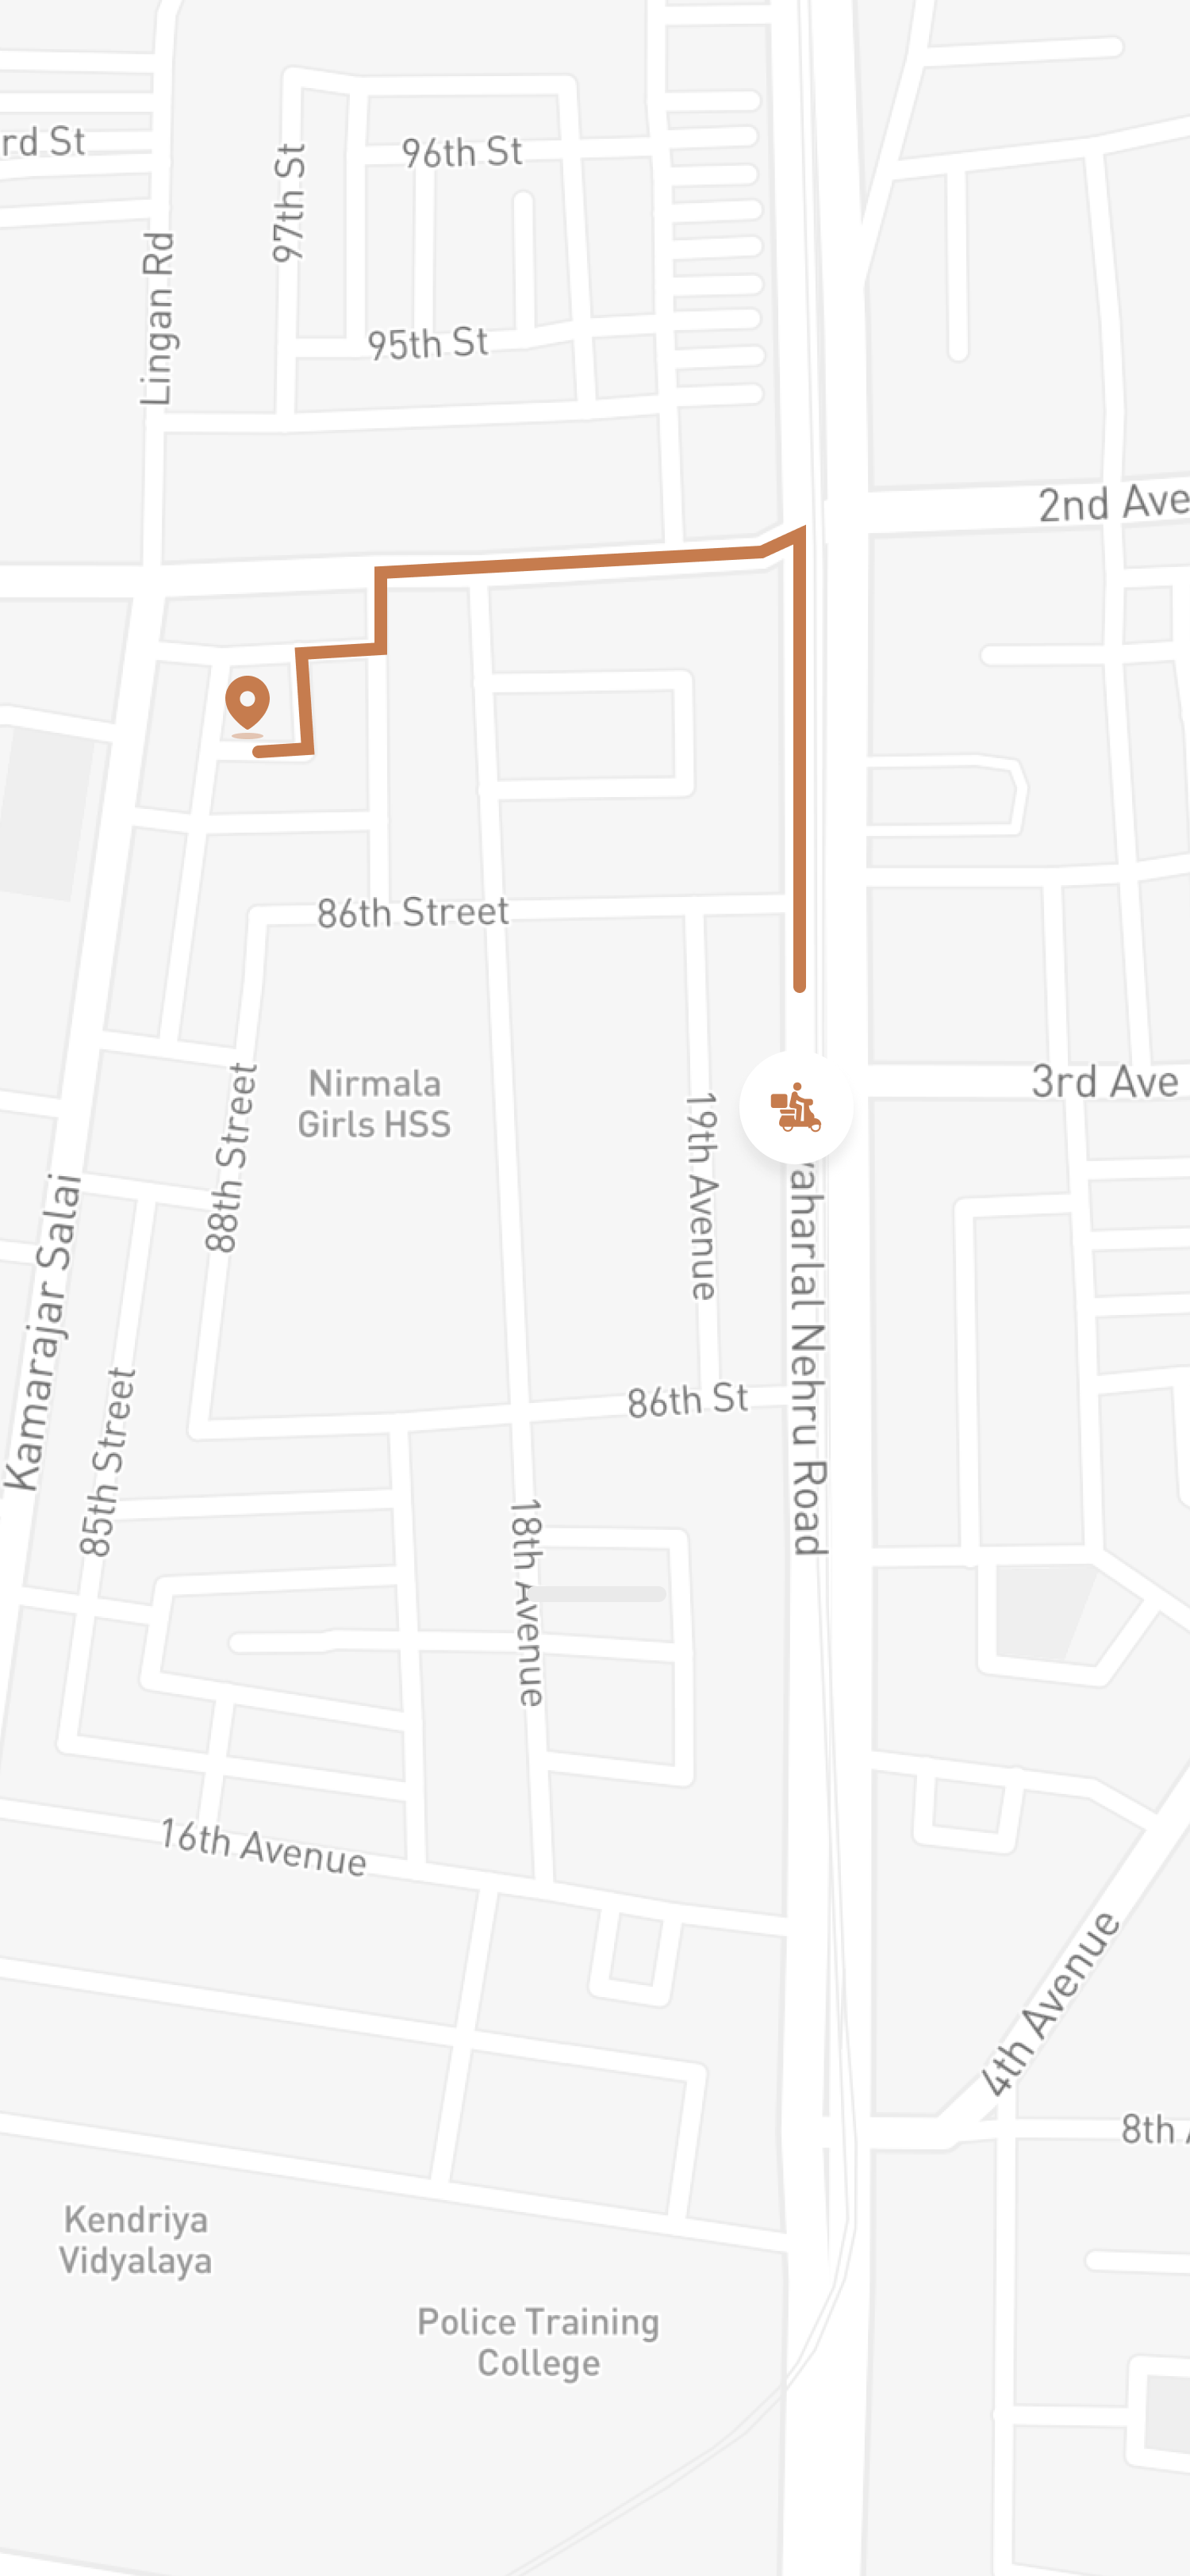 rd St
96th St
97th St
Lingan Rd
95th St
2nd Ave
86th Street
Nirmala
Girls HSS
88th Street
19th Avenue
3rd Ave
aharlal Nehru Road
Kamarajar Salai
86th St
85th Street
18th Avenue
16th Avenue
4th Avenue
8th
Kendriya
Vidyalaya
Police Training
College